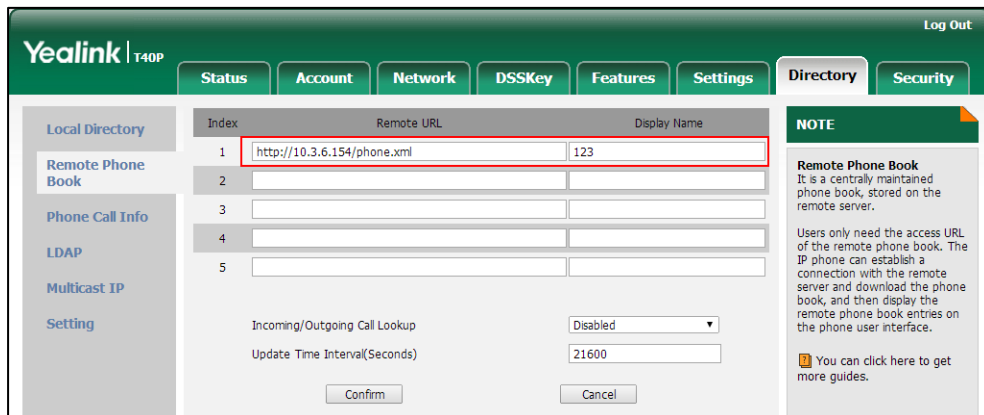 Log Out
Yealink T40P
Status Account Network DSSKey Features Settings Directory Security
Local Directory
Remote Phone
Book
Phone Call Info
LDAP
Multicast IP
Setting
Index Remote URL Display Name
1 http://10.3.6.154/phone.xml 123
2
3
4
5
Incoming/Outgoing Call Lookup Disabled
Update Time Interval(Seconds) 21600
Confirm Cancel
NOTE
Remote Phone Book
It is a centrally maintained
phone book, stored on the
remote server.
Users only need the access URL
of the remote phone book. The
IP phone can establish a
connection with the remote
server and download the phone
book, and then display the
remote phone book entries on
the phone user interface.
? You can click here to get
more guides.